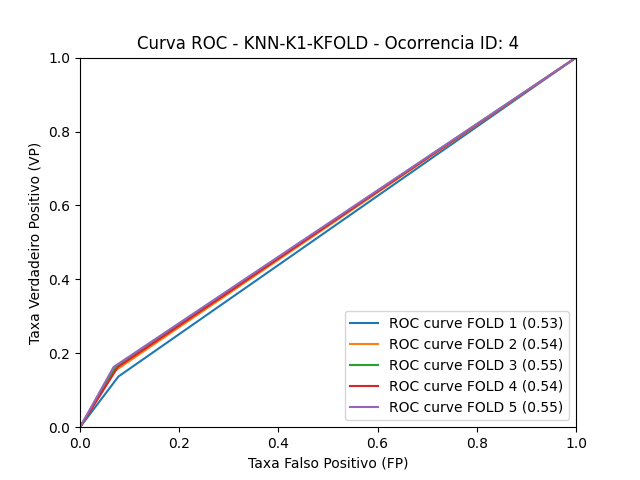 Curva ROC - KNN-K1-KFOLD - Ocorrencia ID: 4
1.0
0.8
0.6
0.4
0.2
0.0
Taxa Verdadeiro Positivo (VP)
ROC curve FOLD 1 (0.53)
ROC curve FOLD 2 (0.54)
ROC curve FOLD 3 (0.55)
ROC curve FOLD 4 (0.54)
ROC curve FOLD 5 (0.55)
0.0 0.2 0.4 0.6 0.8 1.0
Taxa Falso Positivo (FP)